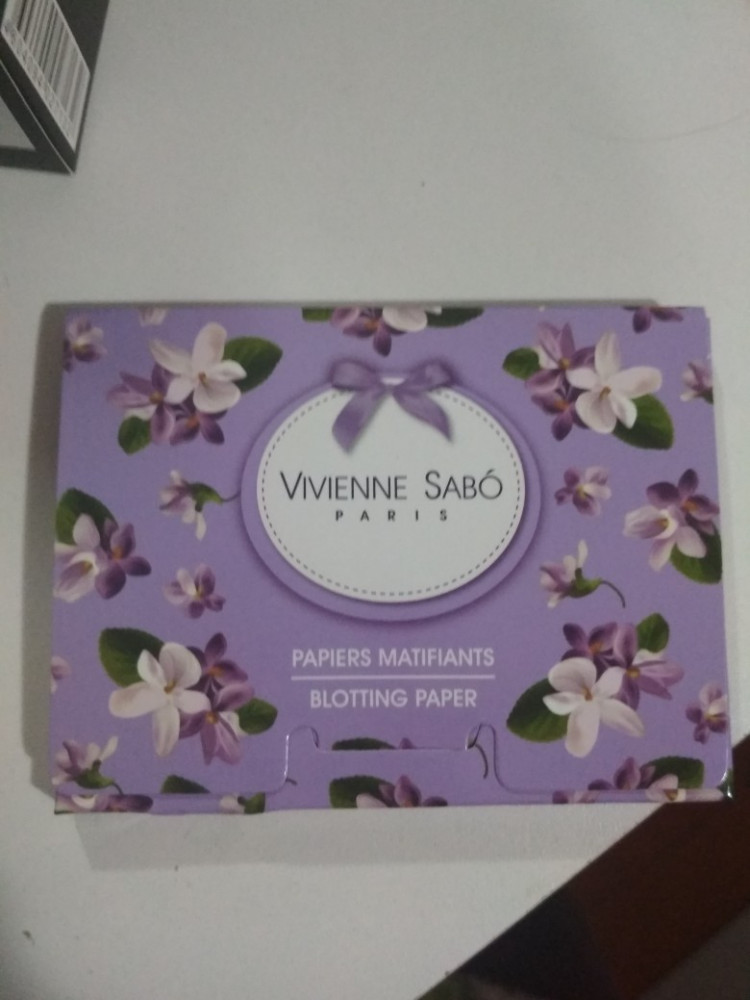 VIVIENNE SABÓ
PARIS
PAPIERS MATIFIANTS
BLOTTING PAPER